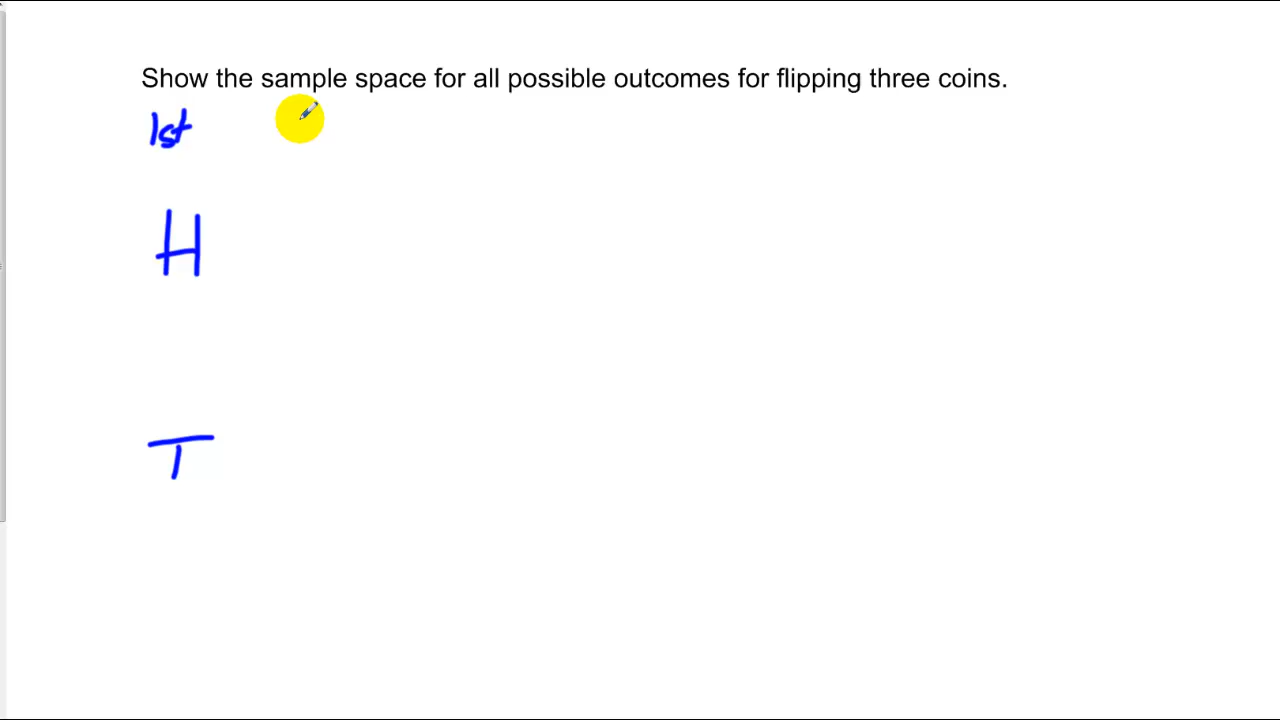 Show the sample space for all possible outcomes for flipping three coins.
1st
H
T